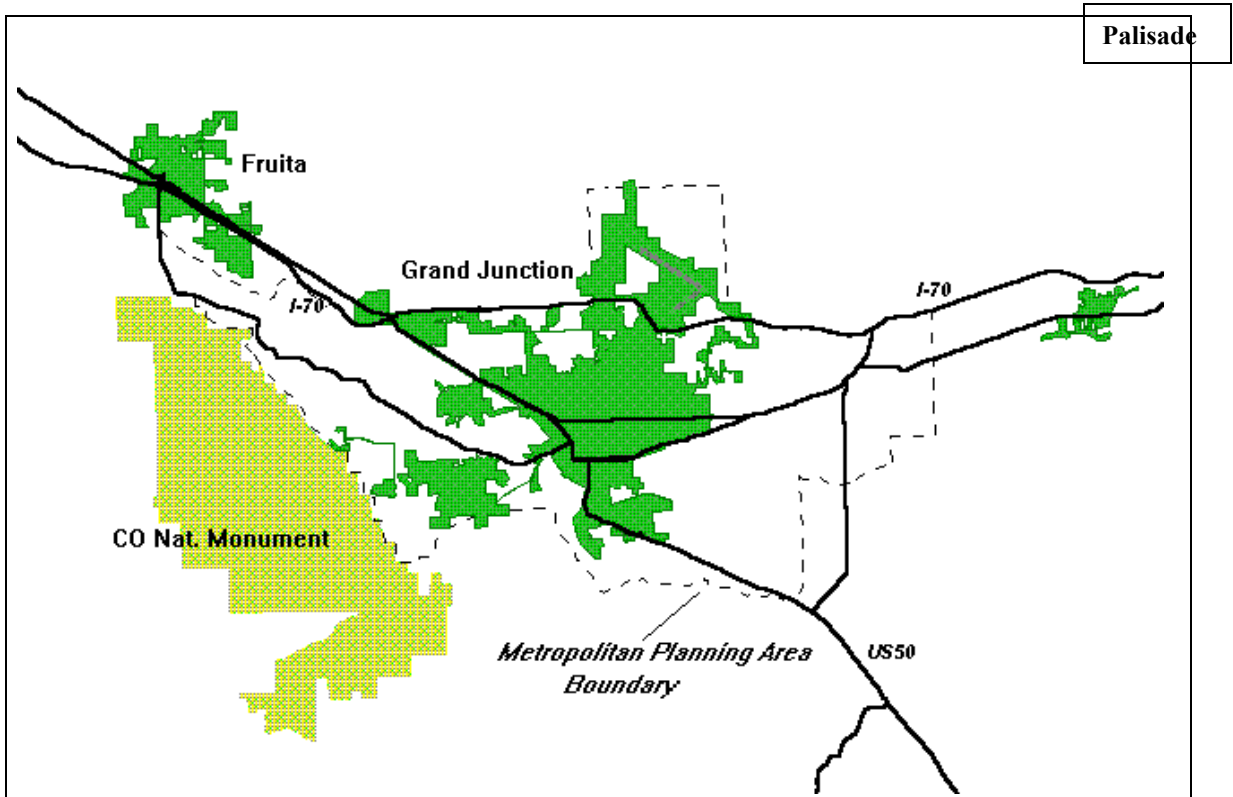 Palisade
Fruita
Grand Junction
I-70
I-70
CO Nat. Monument
Metropolitan Planning Area
Boundary
US50